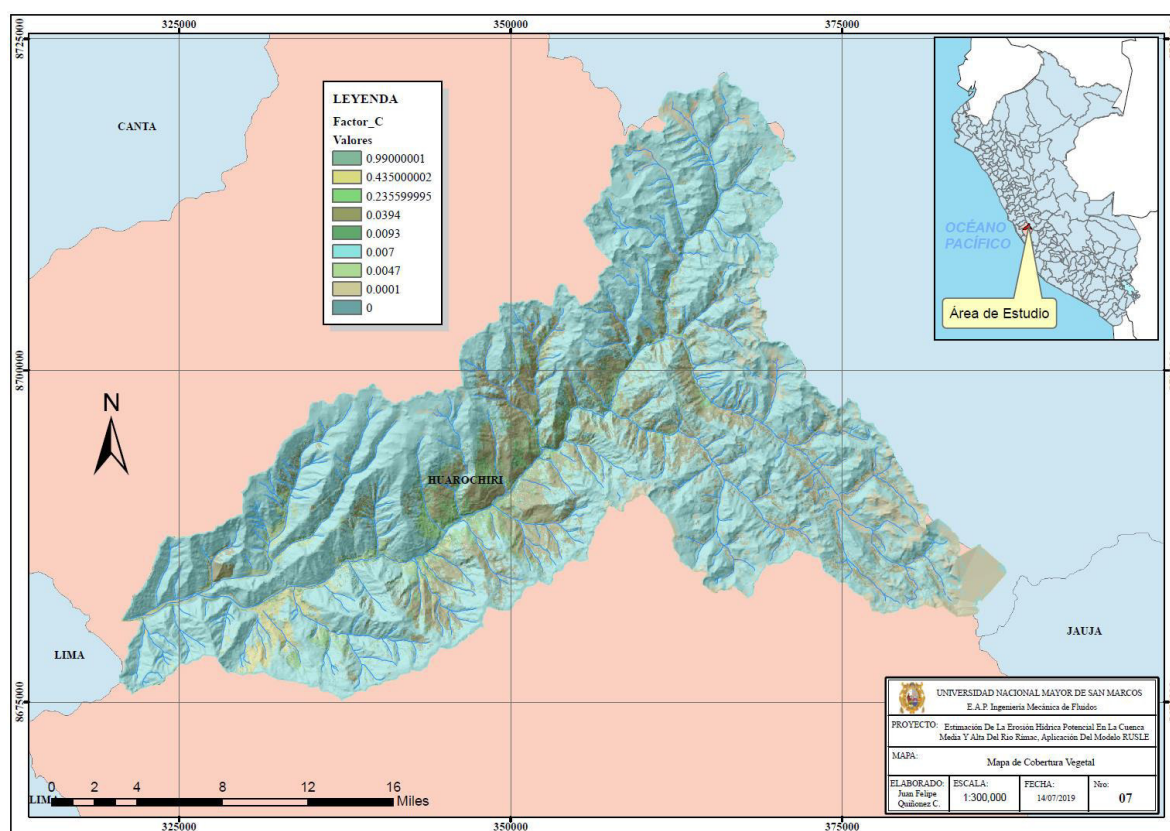 325000
350000
375000
8725000
8700000
8675000
CANTA
LEYENDA
Factor_C
Valores
0.99000001
0.435000002
0.235599995
0.0394
0.0093
0.007
0.0047
0.0001
0
OCÉANO
PACÍFICO
Área de Estudio
N
HUAROCHIRI
LIMA
JAUJA
LIMA
0 2 4 8 12 16
Miles
UNIVERSIDAD NACIONAL MAYOR DE SAN MARCOS
E.A.P. Ingeniería Mecánica de Fluidos
PROYECTO: Estimación De La Erosión Hídrica Potencial En La Cuenca
Media Y Alta Del Rio Rimac, Aplicación Del Modelo RUSLE
MAPA: Mapa de Cobertura Vegetal
ELABORADO: Juan Felipe Quiñonez C.
ESCALA: 1:300,000
FECHA: 14/07/2019
Nro: 07
325000
350000
375000